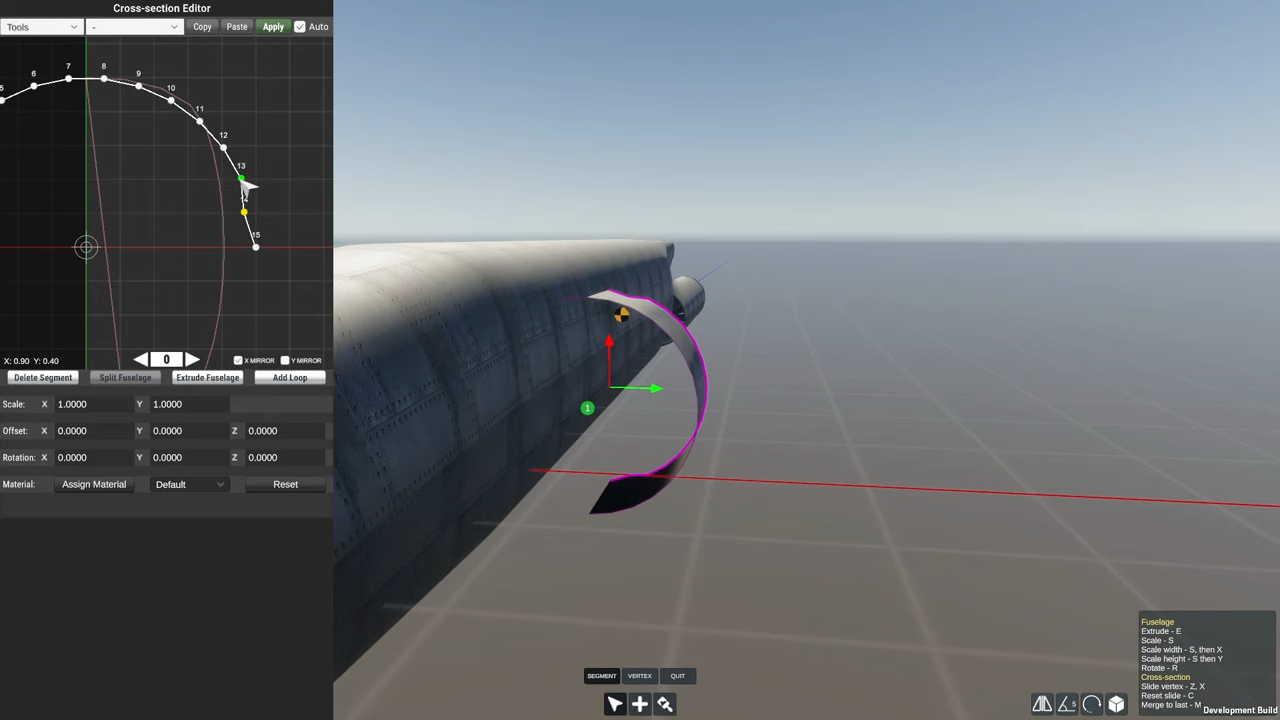 Cross-section Editor
Tools - Copy Paste Apply Auto
5 6 7 8 9 10 11 12 13 15
X: 0.90 Y: 0.40 0 X MIRROR Y MIRROR
Delete Segment Split Fuselage Extrude Fuselage Add Loop
Scale: X 1.0000 Y 1.0000
Offset: X 0.0000 Y 0.0000 Z 0.0000
Rotation: X 0.0000 Y 0.0000 Z 0.0000
Material: Assign Material Default Reset
1
SEGMENT VERTEX QUIT
5
Fuselage
Extrude - E
Scale - S
Scale width - S, then X
Scale height - S then Y
Rotate - R
Cross-section
Slide vertex - Z, X
Reset slide - C
Merge to last - M
Development Build